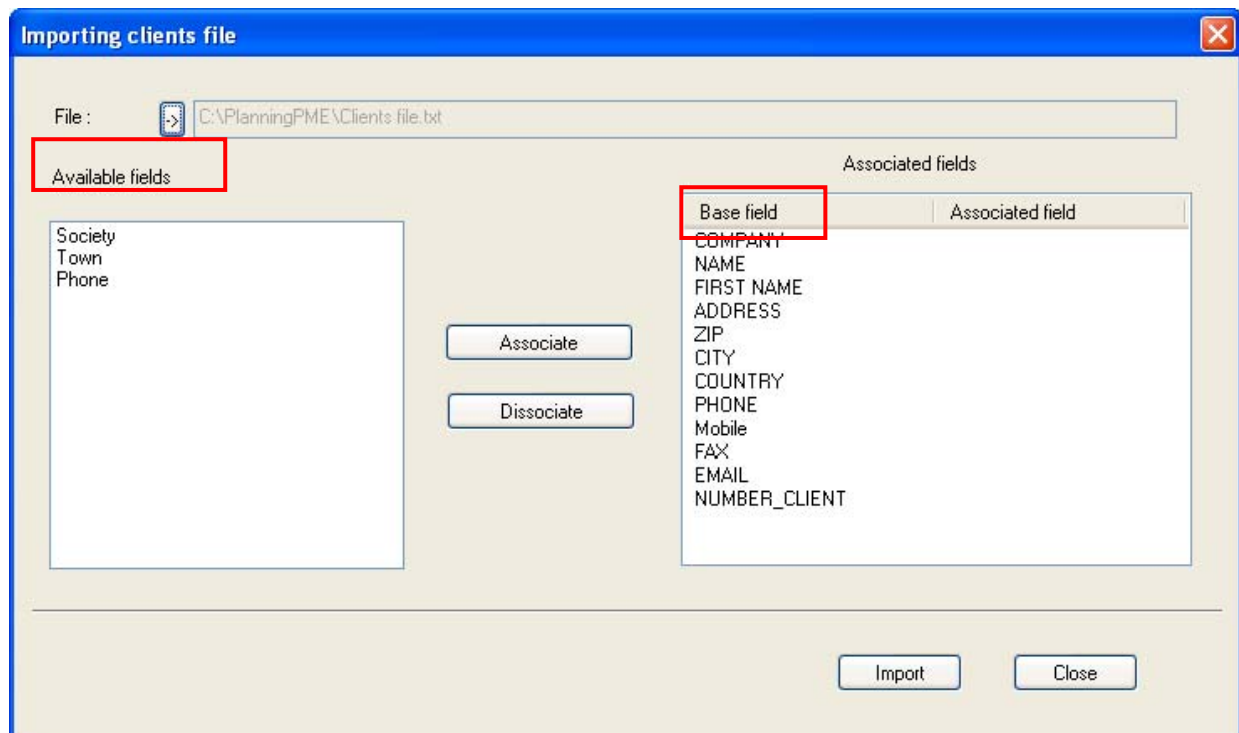 Importing clients file
File :
->
C:\PlanningPME\Clients file.txt
Available fields
Society
Town
Phone
Associate
Dissociate
Associated fields
Base field
Associated field
COMPANY
NAME
FIRST NAME
ADDRESS
ZIP
CITY
COUNTRY
PHONE
Mobile
FAX
EMAIL
NUMBER_CLIENT
Import
Close